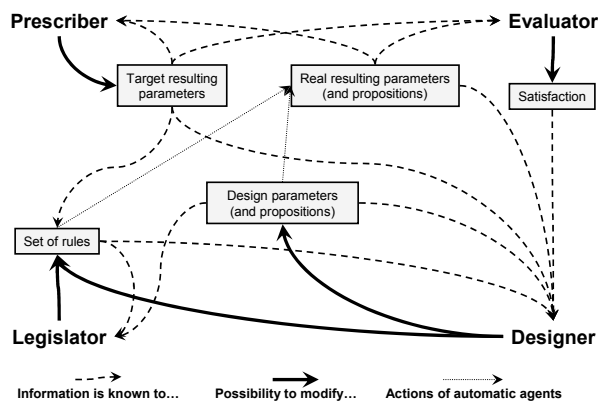 Prescriber
Evaluator
Target resulting
parameters
Real resulting parameters
(and propositions)
Satisfaction
Design parameters
(and propositions)
Set of rules
Legislator
Designer
Information is known to…
Possibility to modify…
Actions of automatic agents